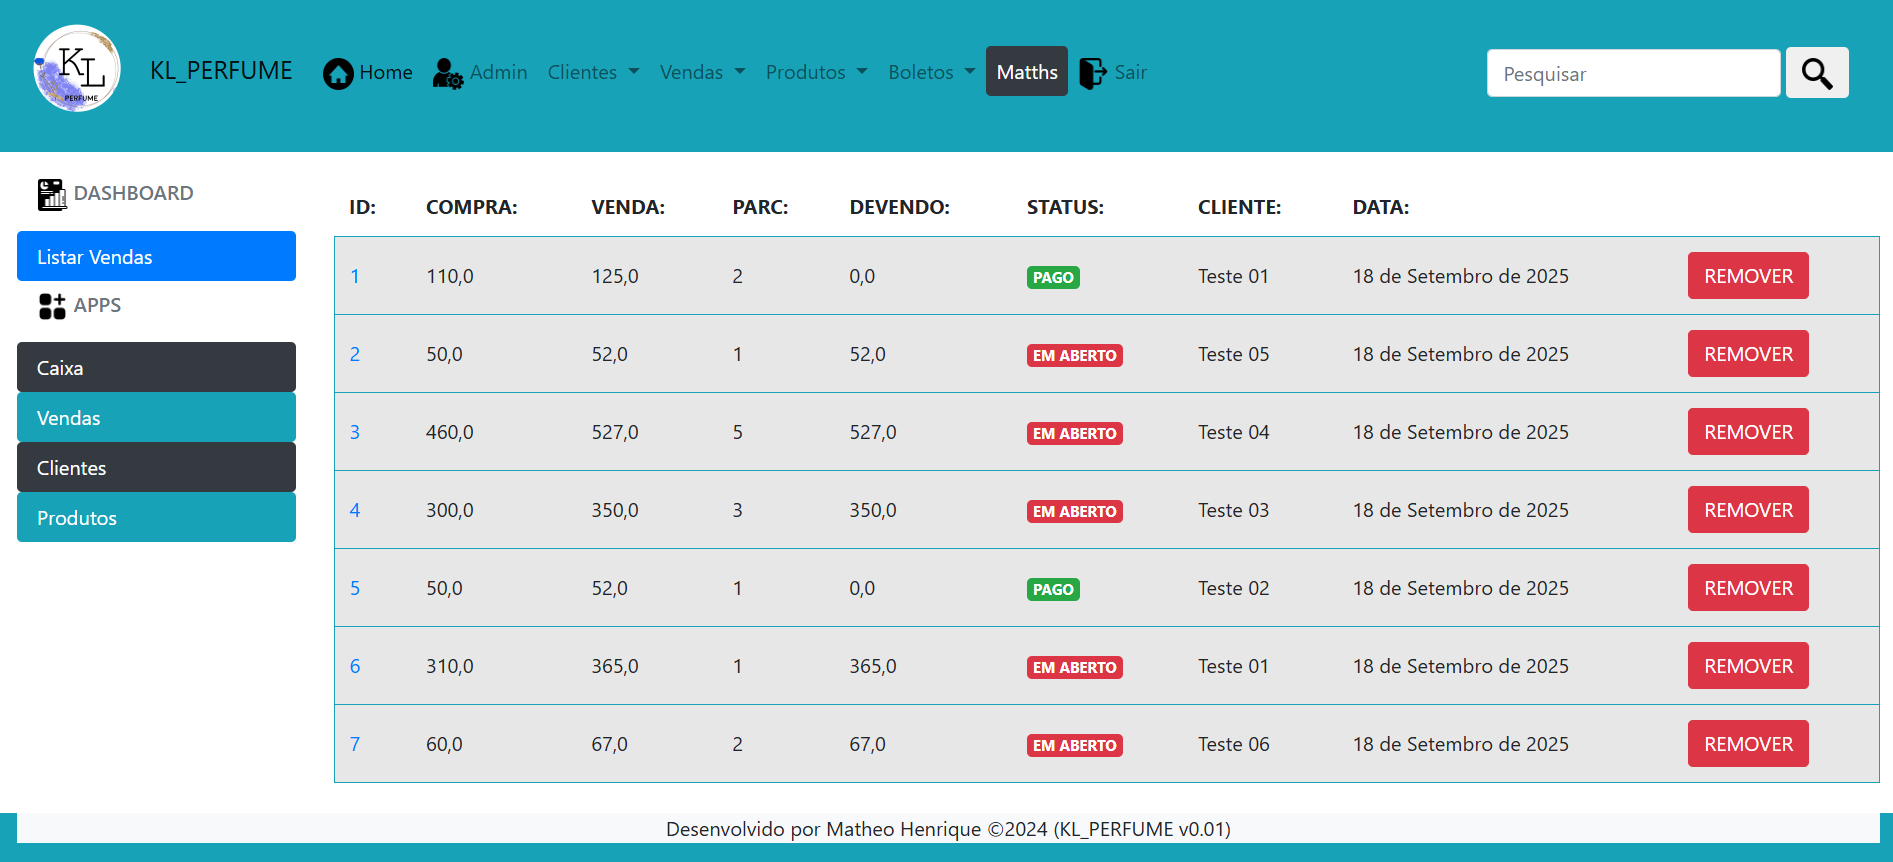 KL
PERFUME
KL_PERFUME Home Admin Clientes Vendas Produtos Boletos Matths Sair Pesquisar
DASHBOARD
Listar Vendas
APPS
Caixa
Vendas
Clientes
Produtos
ID: COMPRA: VENDA: PARC: DEVENDO: STATUS: CLIENTE: DATA:
1 110,0 125,0 2 0,0 PAGO Teste 01 18 de Setembro de 2025 REMOVER
2 50,0 52,0 1 52,0 EM ABERTO Teste 05 18 de Setembro de 2025 REMOVER
3 460,0 527,0 5 527,0 EM ABERTO Teste 04 18 de Setembro de 2025 REMOVER
4 300,0 350,0 3 350,0 EM ABERTO Teste 03 18 de Setembro de 2025 REMOVER
5 50,0 52,0 1 0,0 PAGO Teste 02 18 de Setembro de 2025 REMOVER
6 310,0 365,0 1 365,0 EM ABERTO Teste 01 18 de Setembro de 2025 REMOVER
7 60,0 67,0 2 67,0 EM ABERTO Teste 06 18 de Setembro de 2025 REMOVER
Desenvolvido por Matheo Henrique ©2024 (KL_PERFUME v0.01)